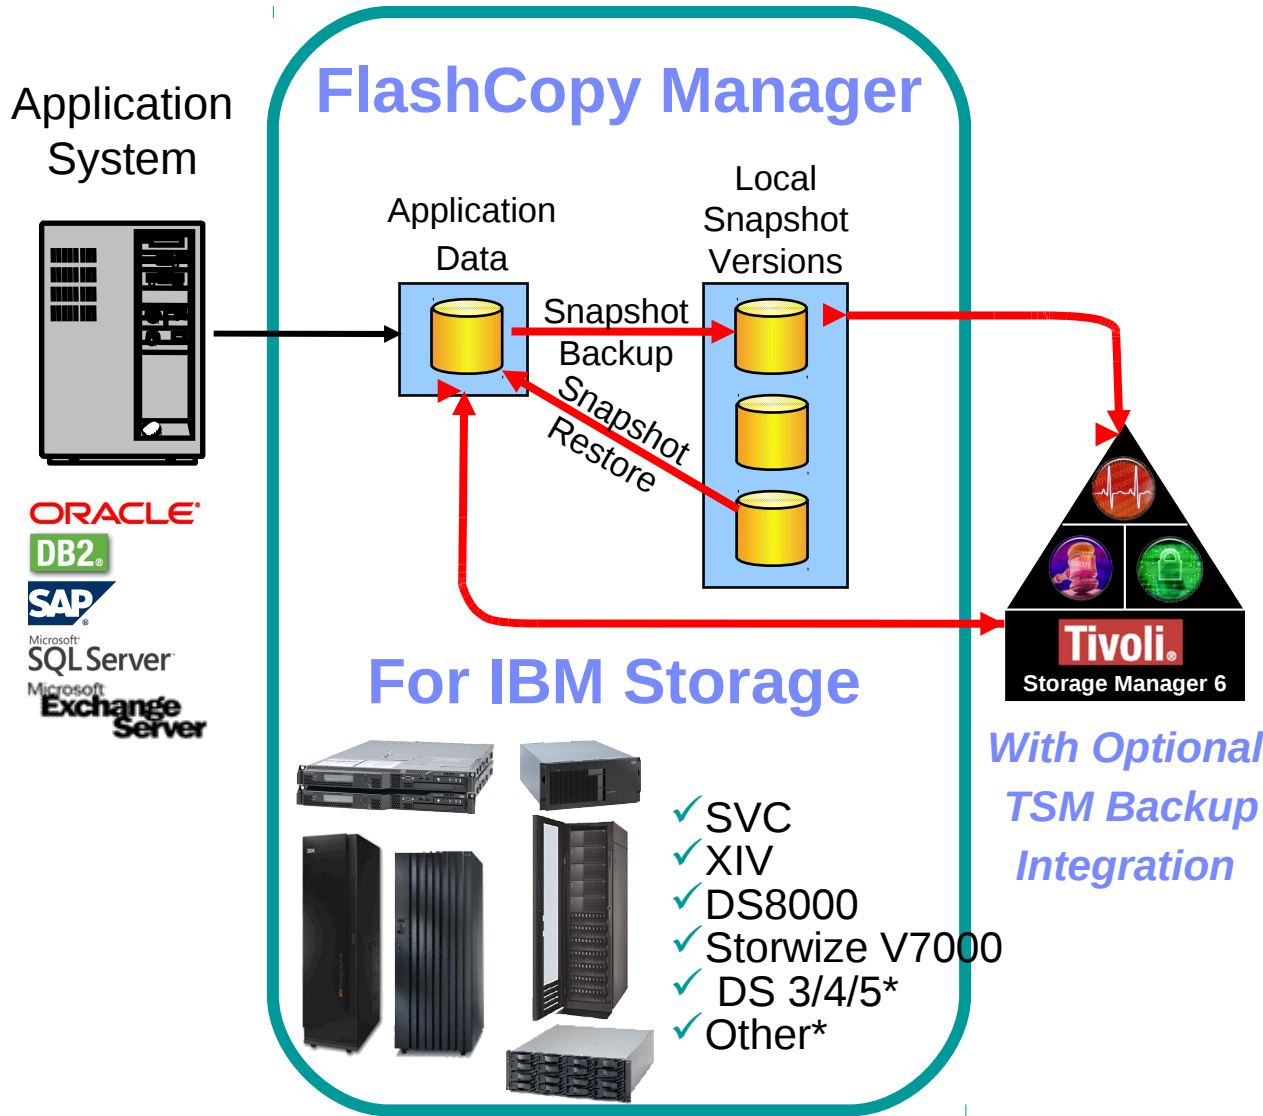 FlashCopy Manager
Application
System
Application
Data
Local
Snapshot
Versions
Snapshot
Backup
Snapshot
Restore
ORACLE®
DB2®
SAP®
Microsoft®
SQL Server™
Microsoft
Exchange
Server
Tivoli®
Storage Manager 6
For IBM Storage
With Optional
TSM Backup
Integration
✓SVC
✓XIV
✓DS8000
✓Storwize V7000
✓ DS 3/4/5*
✓Other*